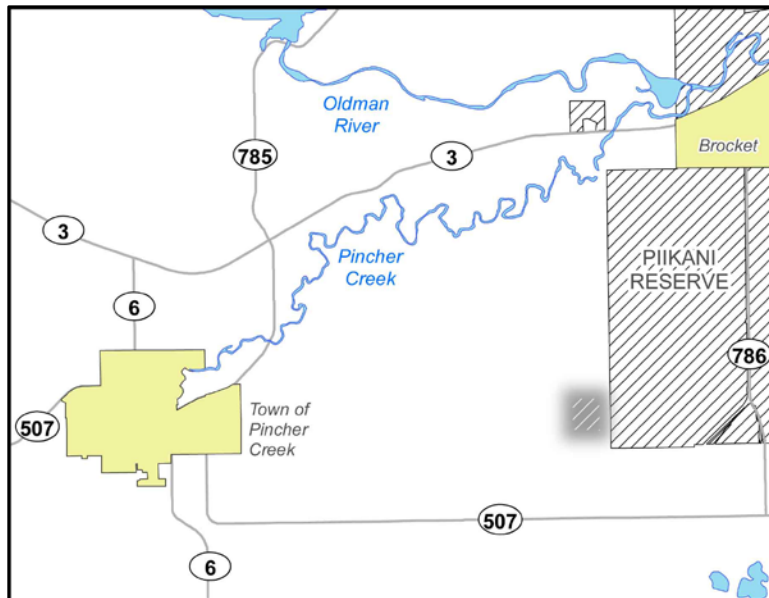 Oldman
River
785
3
Brocket
3
Pincher
Creek
PIIKANI
RESERVE
6
786
507
Town of
Pincher
Creek
507
6